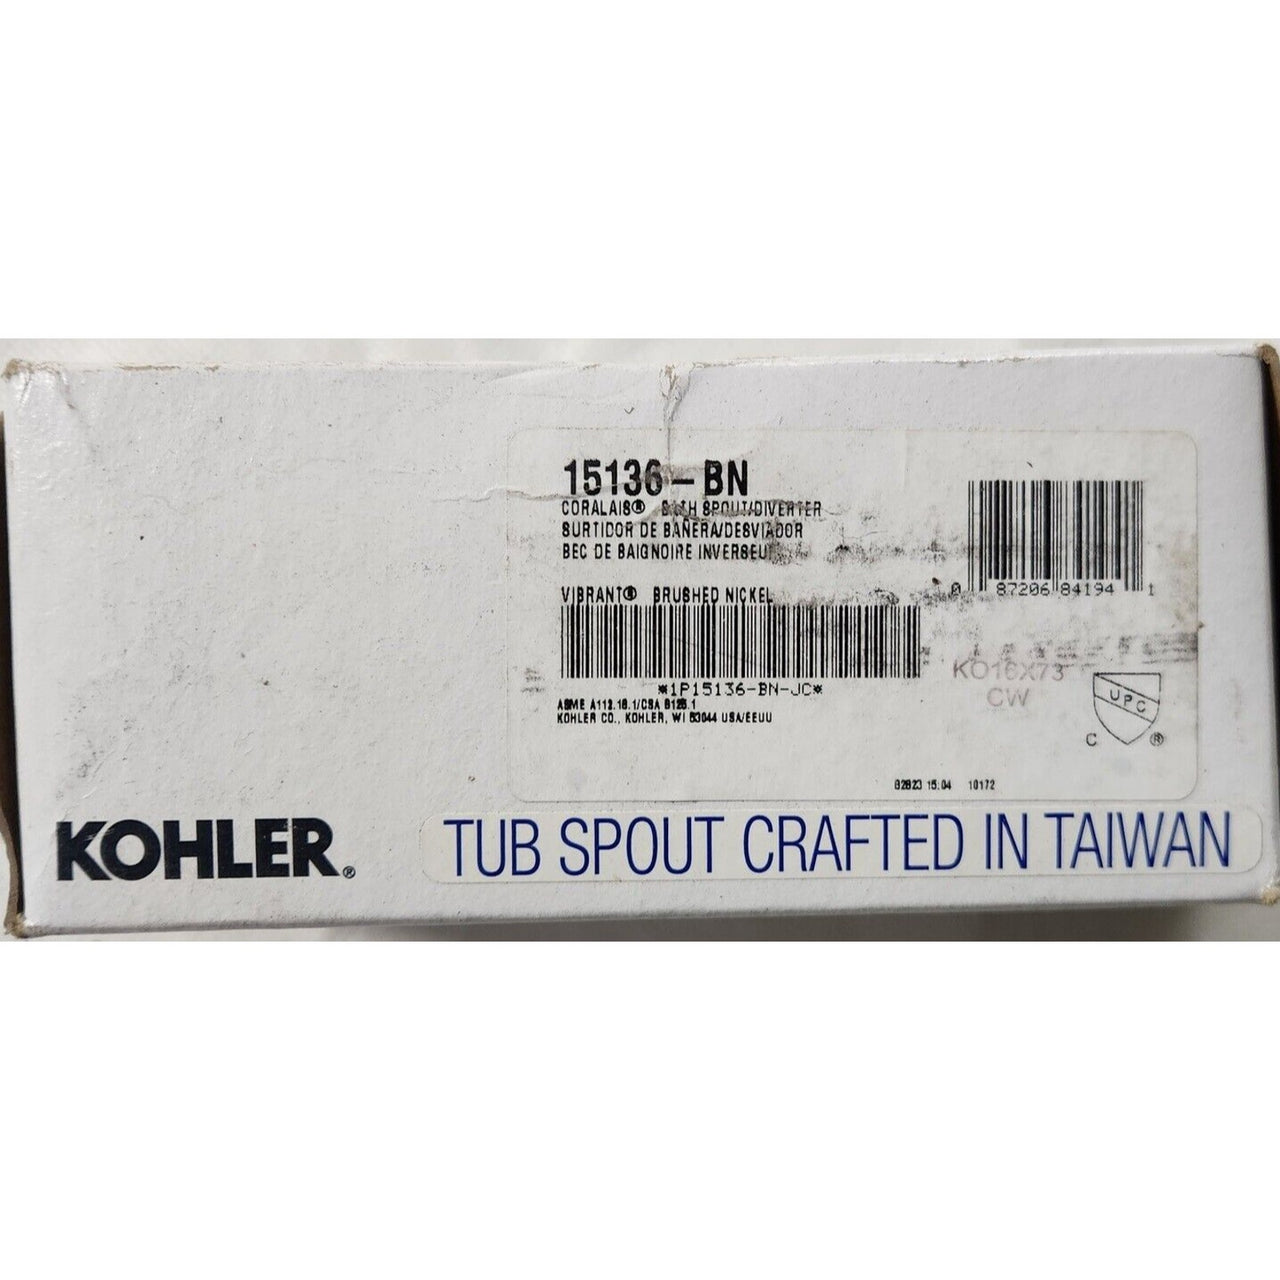 15136-BN
CORALAIS® BATH SPOUT/DIVERTER
SURTIDOR DE BAÑERA/DESVIADOR
BEC DE BAIGNOIRE INVERSEU
VIBRANT® BRUSHED NICKEL
0 87206 84194 1
*1P15136-BN-JC*
KO16X73
CW
ASME A112.18.1/CSA B125.1
KOHLER CO., KOHLER, WI 53044 USA/EEUU
UPC
C ®
15:04 10172
KOHLER®
TUB SPOUT CRAFTED IN TAIWAN